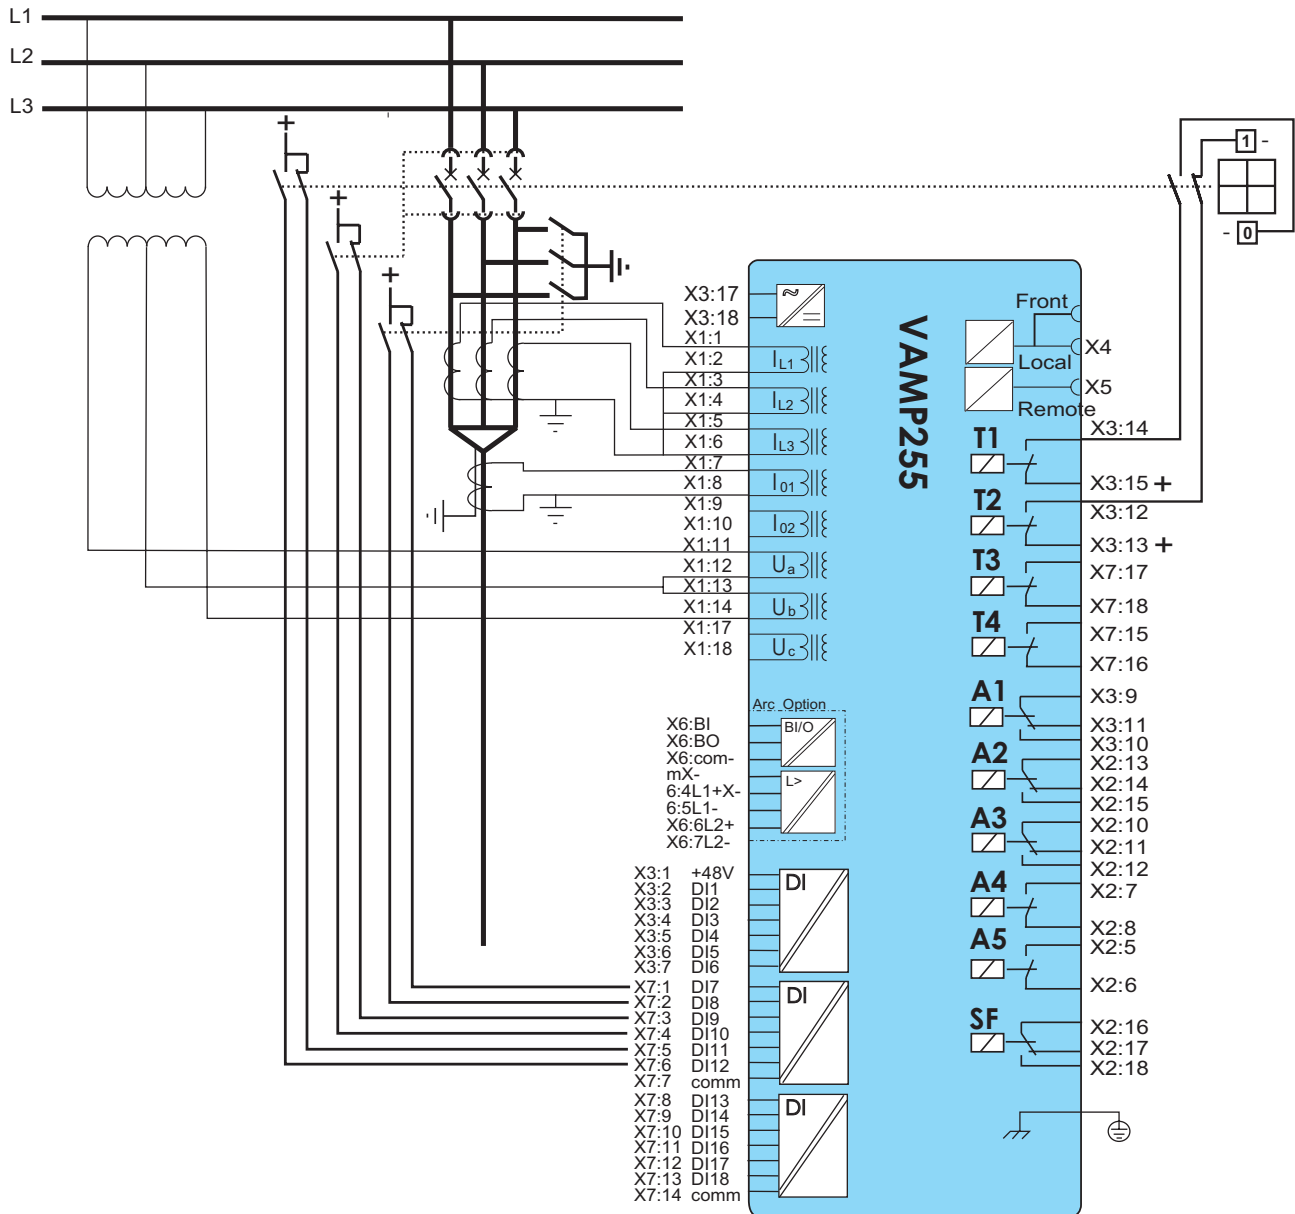 L1
L2
L3
+
+
+
1 -
- 0
VAMP255
X3:17
X3:18
X1:1
X1:2
X1:3
X1:4
X1:5
X1:6
X1:7
X1:8
X1:9
X1:10
X1:11
X1:12
X1:13
X1:14
X1:17
X1:18
~
IL1
IL2
IL3
I01
I02
Ua
Ub
Uc
Front
Local
X4
X5
Remote
T1
X3:14
X3:15 +
T2
X3:12
X3:13 +
T3
X7:17
X7:18
T4
X7:15
X7:16
A1
X3:9
X3:11
X3:10
A2
X2:13
X2:14
X2:15
A3
X2:10
X2:11
X2:12
A4
X2:7
X2:8
A5
X2:5
X2:6
SF
X2:16
X2:17
X2:18
Arc Option
X6:BI
X6:BO
X6:com-
mX-
6:4L1+X-
6:5L1-
X6:6L2+
X6:7L2-
BI/O
L>
X3:1 +48V
X3:2 DI1
X3:3 DI2
X3:4 DI3
X3:5 DI4
X3:6 DI5
X3:7 DI6
DI
X7:1 DI7
X7:2 DI8
X7:3 DI9
X7:4 DI10
X7:5 DI11
X7:6 DI12
X7:7 comm
DI
X7:8 DI13
X7:9 DI14
X7:10 DI15
X7:11 DI16
X7:12 DI17
X7:13 DI18
X7:14 comm
DI